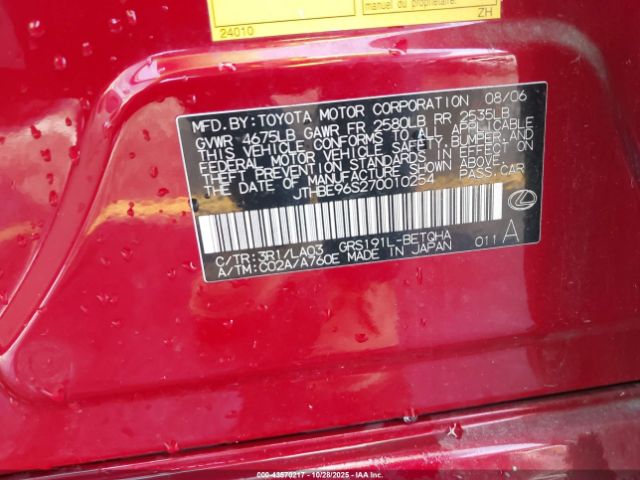 manuel du propriétaire.
24010
ZH
MFD. BY: TOYOTA MOTOR CORPORATION 08/06
GVWR 4675LB GAWR FR 2580LB RR 2535LB
THIS VEHICLE CONFORMS TO ALL APPLICABLE
FEDERAL MOTOR VEHICLE SAFETY, BUMPER, AND
THEFT PREVENTION STANDARDS IN EFFECT ON
THE DATE OF MANUFACTURE SHOWN ABOVE.
JTHBE96S270010254 PASS. CAR
C/TR: 3R1/LA03 GRS191L-BETQHA
A/TM: C02A/A760E MADE IN JAPAN
011A
000-43570217 - 10/28/2025 - IAAI.COM